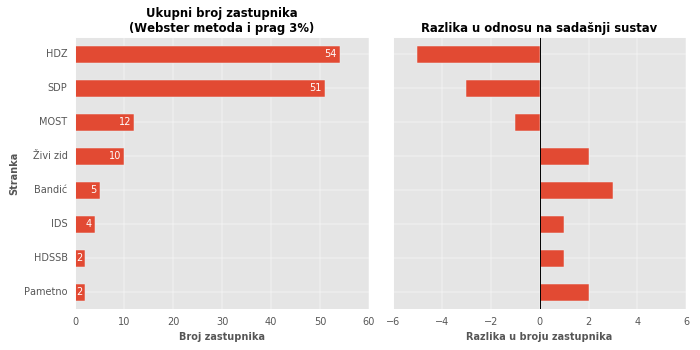 Ukupni broj zastupnika
(Webster metoda i prag 3%)
Stranka
HDZ 54
SDP 51
MOST 12
Živi zid 10
Bandić 5
IDS 4
HDSSB 2
Pametno 2
0 10 20 30 40 50 60
Broj zastupnika
Razlika u odnosu na sadašnji sustav
−6 −4 −2 0 2 4 6
Razlika u broju zastupnika